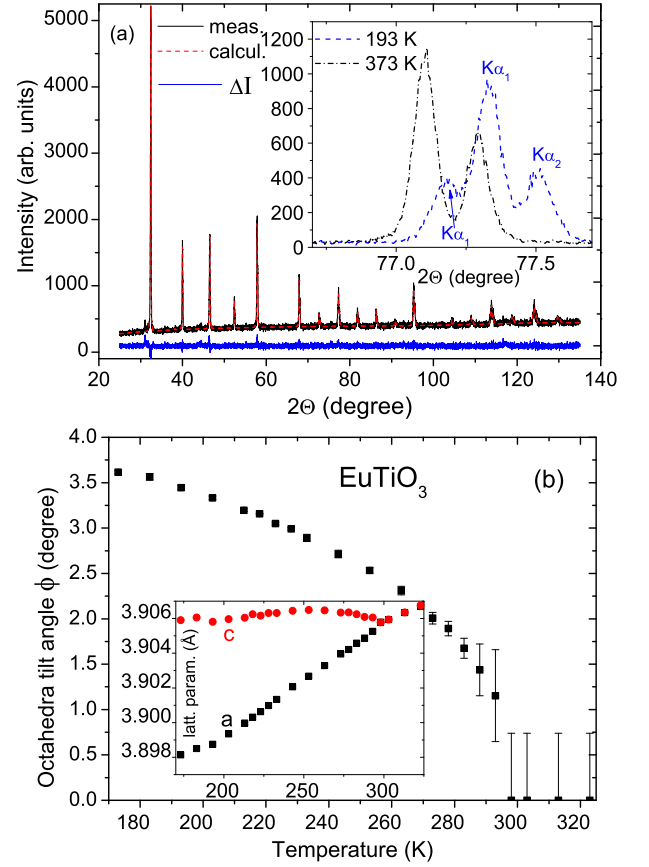 (a)
meas.
calcul.
ΔI
Intensity (arb. units)
5000
4000
3000
2000
1000
0
20 40 60 80 100 120 140
2Θ (degree)
193 K
373 K
1200
1000
800
600
400
200
0
Kα1
Kα2
Kα1
77.0 77.5
2Θ (degree)
EuTiO3
(b)
Octahedra tilt angle ϕ (degree)
4.0
3.5
3.0
2.5
2.0
1.5
1.0
0.5
0.0
3.906
3.904
3.902
3.900
3.898
latt. param. (Å)
c
a
200 250 300
180 200 220 240 260 280 300 320
Temperature (K)